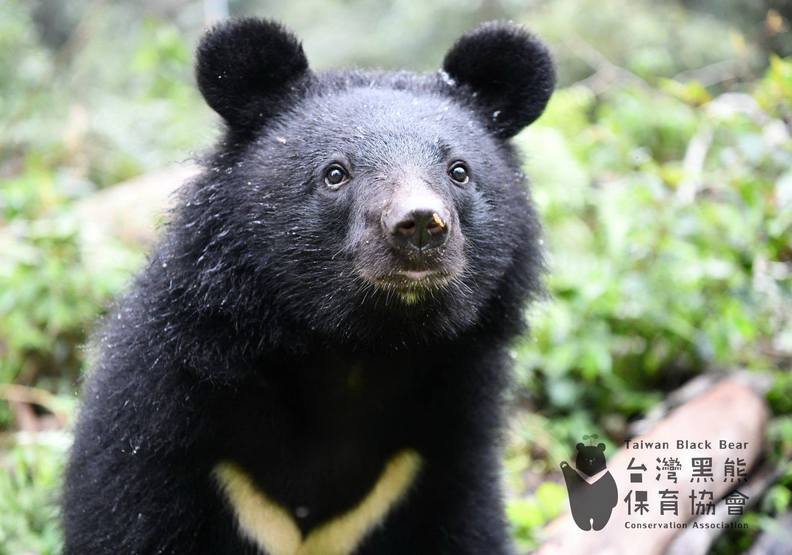 Taiwan Black Bear
台灣黑熊
保育協會
Conservation Association